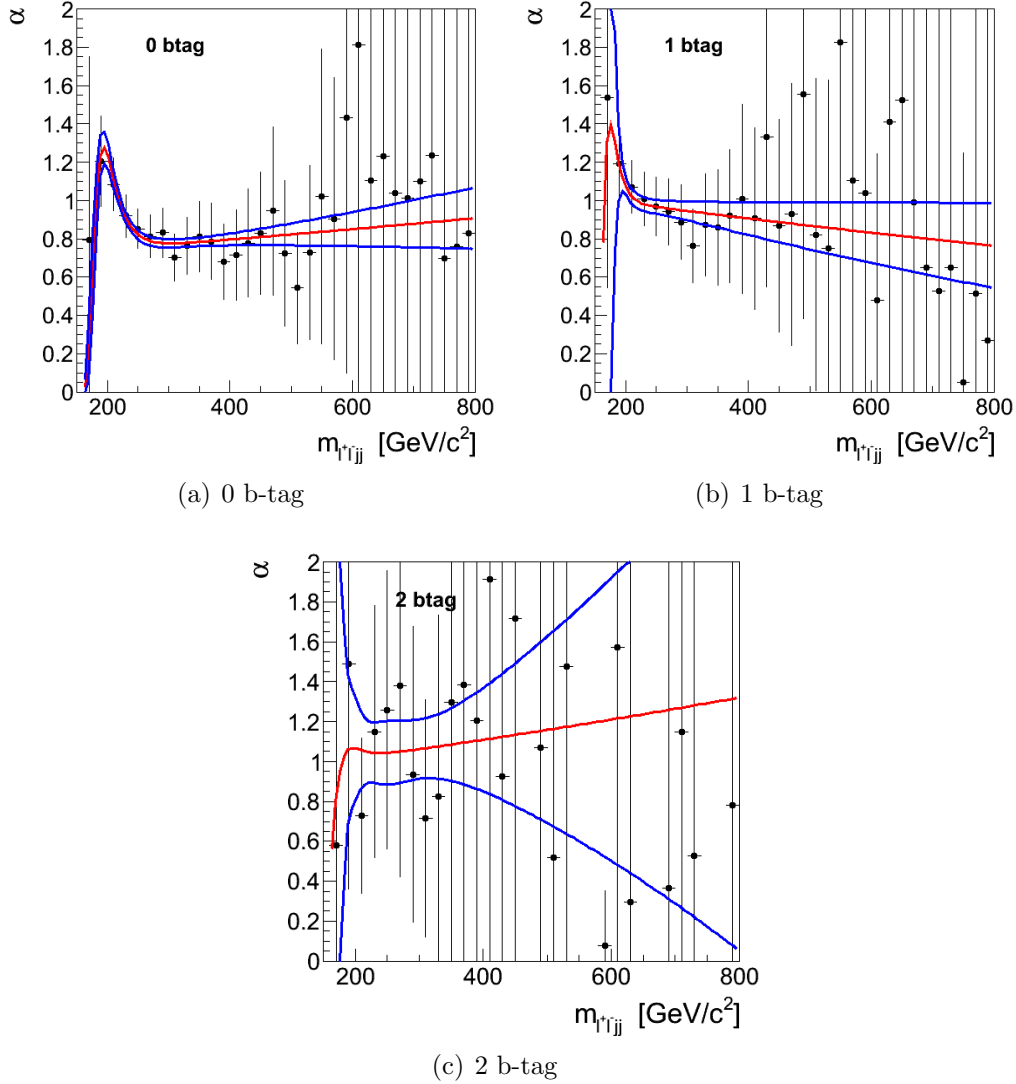 α
2
1.8
1.6
1.4
1.2
1
0.8
0.6
0.4
0.2
0
0 btag
200 400 600 800
m_{l⁺l⁻jj} [GeV/c²]
(a) 0 b-tag
α
2
1.8
1.6
1.4
1.2
1
0.8
0.6
0.4
0.2
0
1 btag
200 400 600 800
m_{l⁺l⁻jj} [GeV/c²]
(b) 1 b-tag
α
2
1.8
1.6
1.4
1.2
1
0.8
0.6
0.4
0.2
0
2 btag
200 400 600 800
m_{l⁺l⁻jj} [GeV/c²]
(c) 2 b-tag